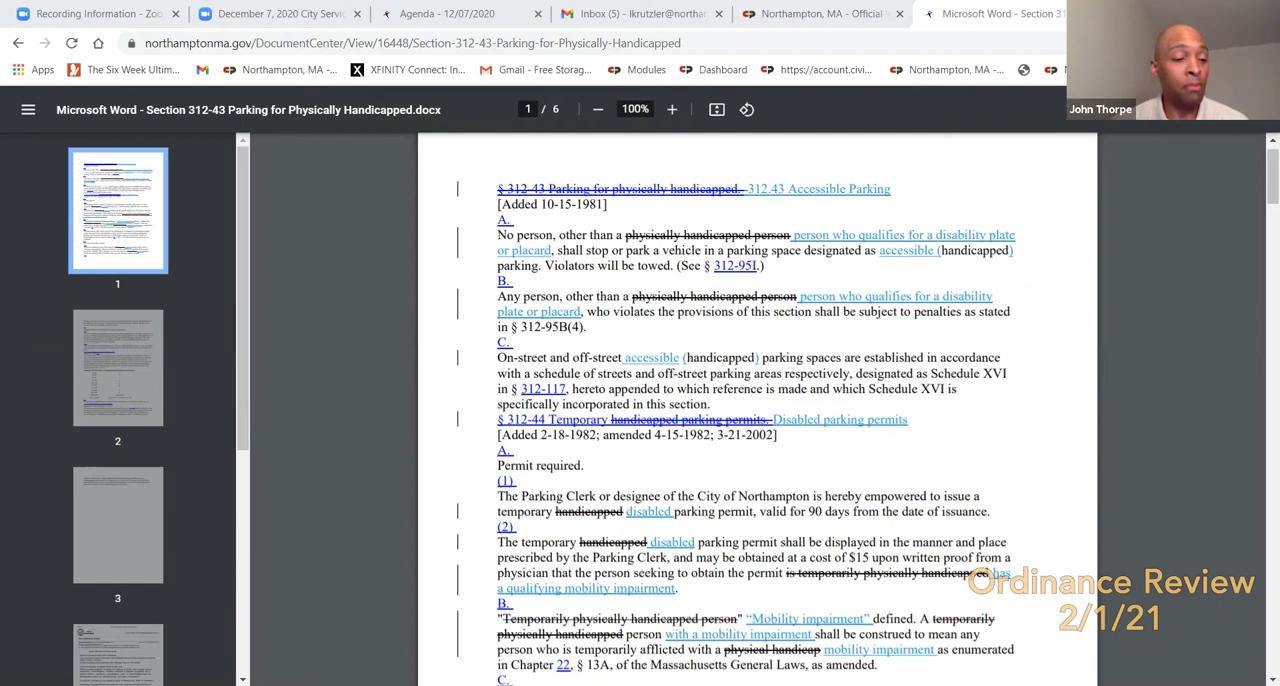 Recording Information - Zoo
December 7, 2020 City Servic
Agenda - 12/07/2020
Inbox (5) - lkrutzler@northan
Northampton, MA - Official
Microsoft Word - Section 31
northamptonma.gov/DocumentCenter/View/16448/Section-312-43-Parking-for-Physically-Handicapped
Apps
The Six Week Ultim...
Northampton, MA -...
XFINITY Connect: In...
Gmail - Free Storag...
Modules
Dashboard
https://account.civi...
Northampton, MA -...
John Thorpe
Microsoft Word - Section 312-43 Parking for Physically Handicapped.docx
1 / 6
100%
§ 312-43 Parking for physically handicapped. 312.43 Accessible Parking
[Added 10-15-1981]
A.
No person, other than a physically handicapped person person who qualifies for a disability plate
or placard, shall stop or park a vehicle in a parking space designated as accessible (handicapped)
parking. Violators will be towed. (See § 312-95I.)
B.
Any person, other than a physically handicapped person person who qualifies for a disability
plate or placard, who violates the provisions of this section shall be subject to penalties as stated
in § 312-95B(4).
C.
On-street and off-street accessible (handicapped) parking spaces are established in accordance
with a schedule of streets and off-street parking areas respectively, designated as Schedule XVI
in § 312-117, hereto appended to which reference is made and which Schedule XVI is
specifically incorporated in this section.
§ 312-44 Temporary handicapped parking permits. Disabled parking permits
[Added 2-18-1982; amended 4-15-1982; 3-21-2002]
A.
Permit required.
(1)
The Parking Clerk or designee of the City of Northampton is hereby empowered to issue a
temporary handicapped disabled parking permit, valid for 90 days from the date of issuance.
(2)
The temporary handicapped disabled parking permit shall be displayed in the manner and place
prescribed by the Parking Clerk, and may be obtained at a cost of $15 upon written proof from a
physician that the person seeking to obtain the permit is temporarily physically handicapped has
a qualifying mobility impairment.
B.
"Temporarily physically handicapped person" "Mobility impairment" defined. A temporarily
physically handicapped person with a mobility impairment shall be construed to mean any
person who is temporarily afflicted with a physical handicap mobility impairment as enumerated
in Chapter 22, § 13A, of the Massachusetts General Laws as amended.
C.
1
2
3
Ordinance Review
2/1/21